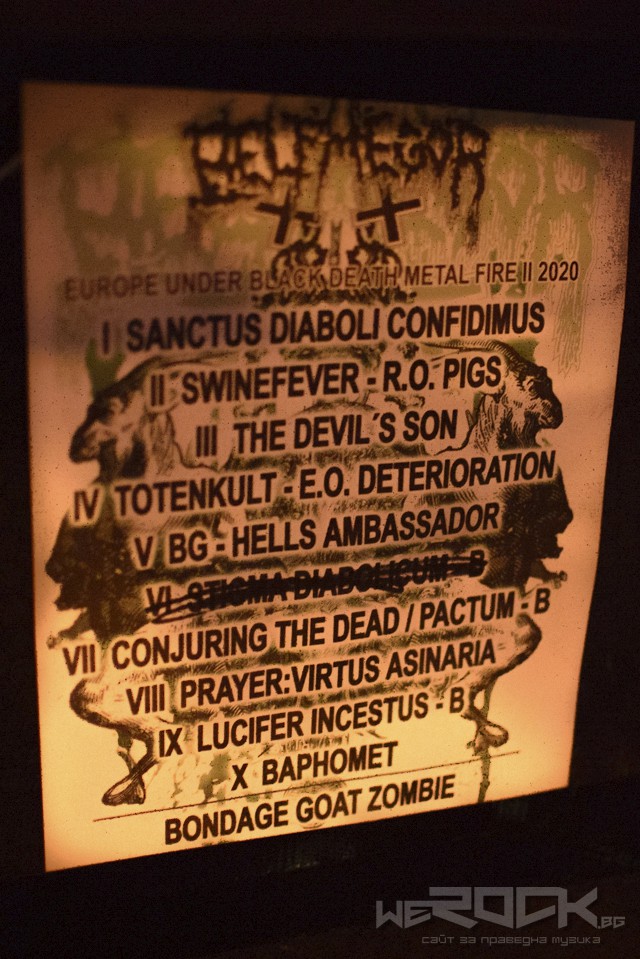 BELPHEGOR
EUROPE UNDER BLACK DEATH METAL FIRE II 2020
I SANCTUS DIABOLI CONFIDIMUS
II SWINEFEVER - R.O. PIGS
III THE DEVIL´S SON
IV TOTENKULT - E.O. DETERIORATION
V BG - HELLS AMBASSADOR
VI STIGMA DIABOLICUM - B
VII CONJURING THE DEAD / PACTUM - B
VIII PRAYER:VIRTUS ASINARIA
IX LUCIFER INCESTUS - B
X BAPHOMET
BONDAGE GOAT ZOMBIE
WEROCK.BG
сайт за праведна музика